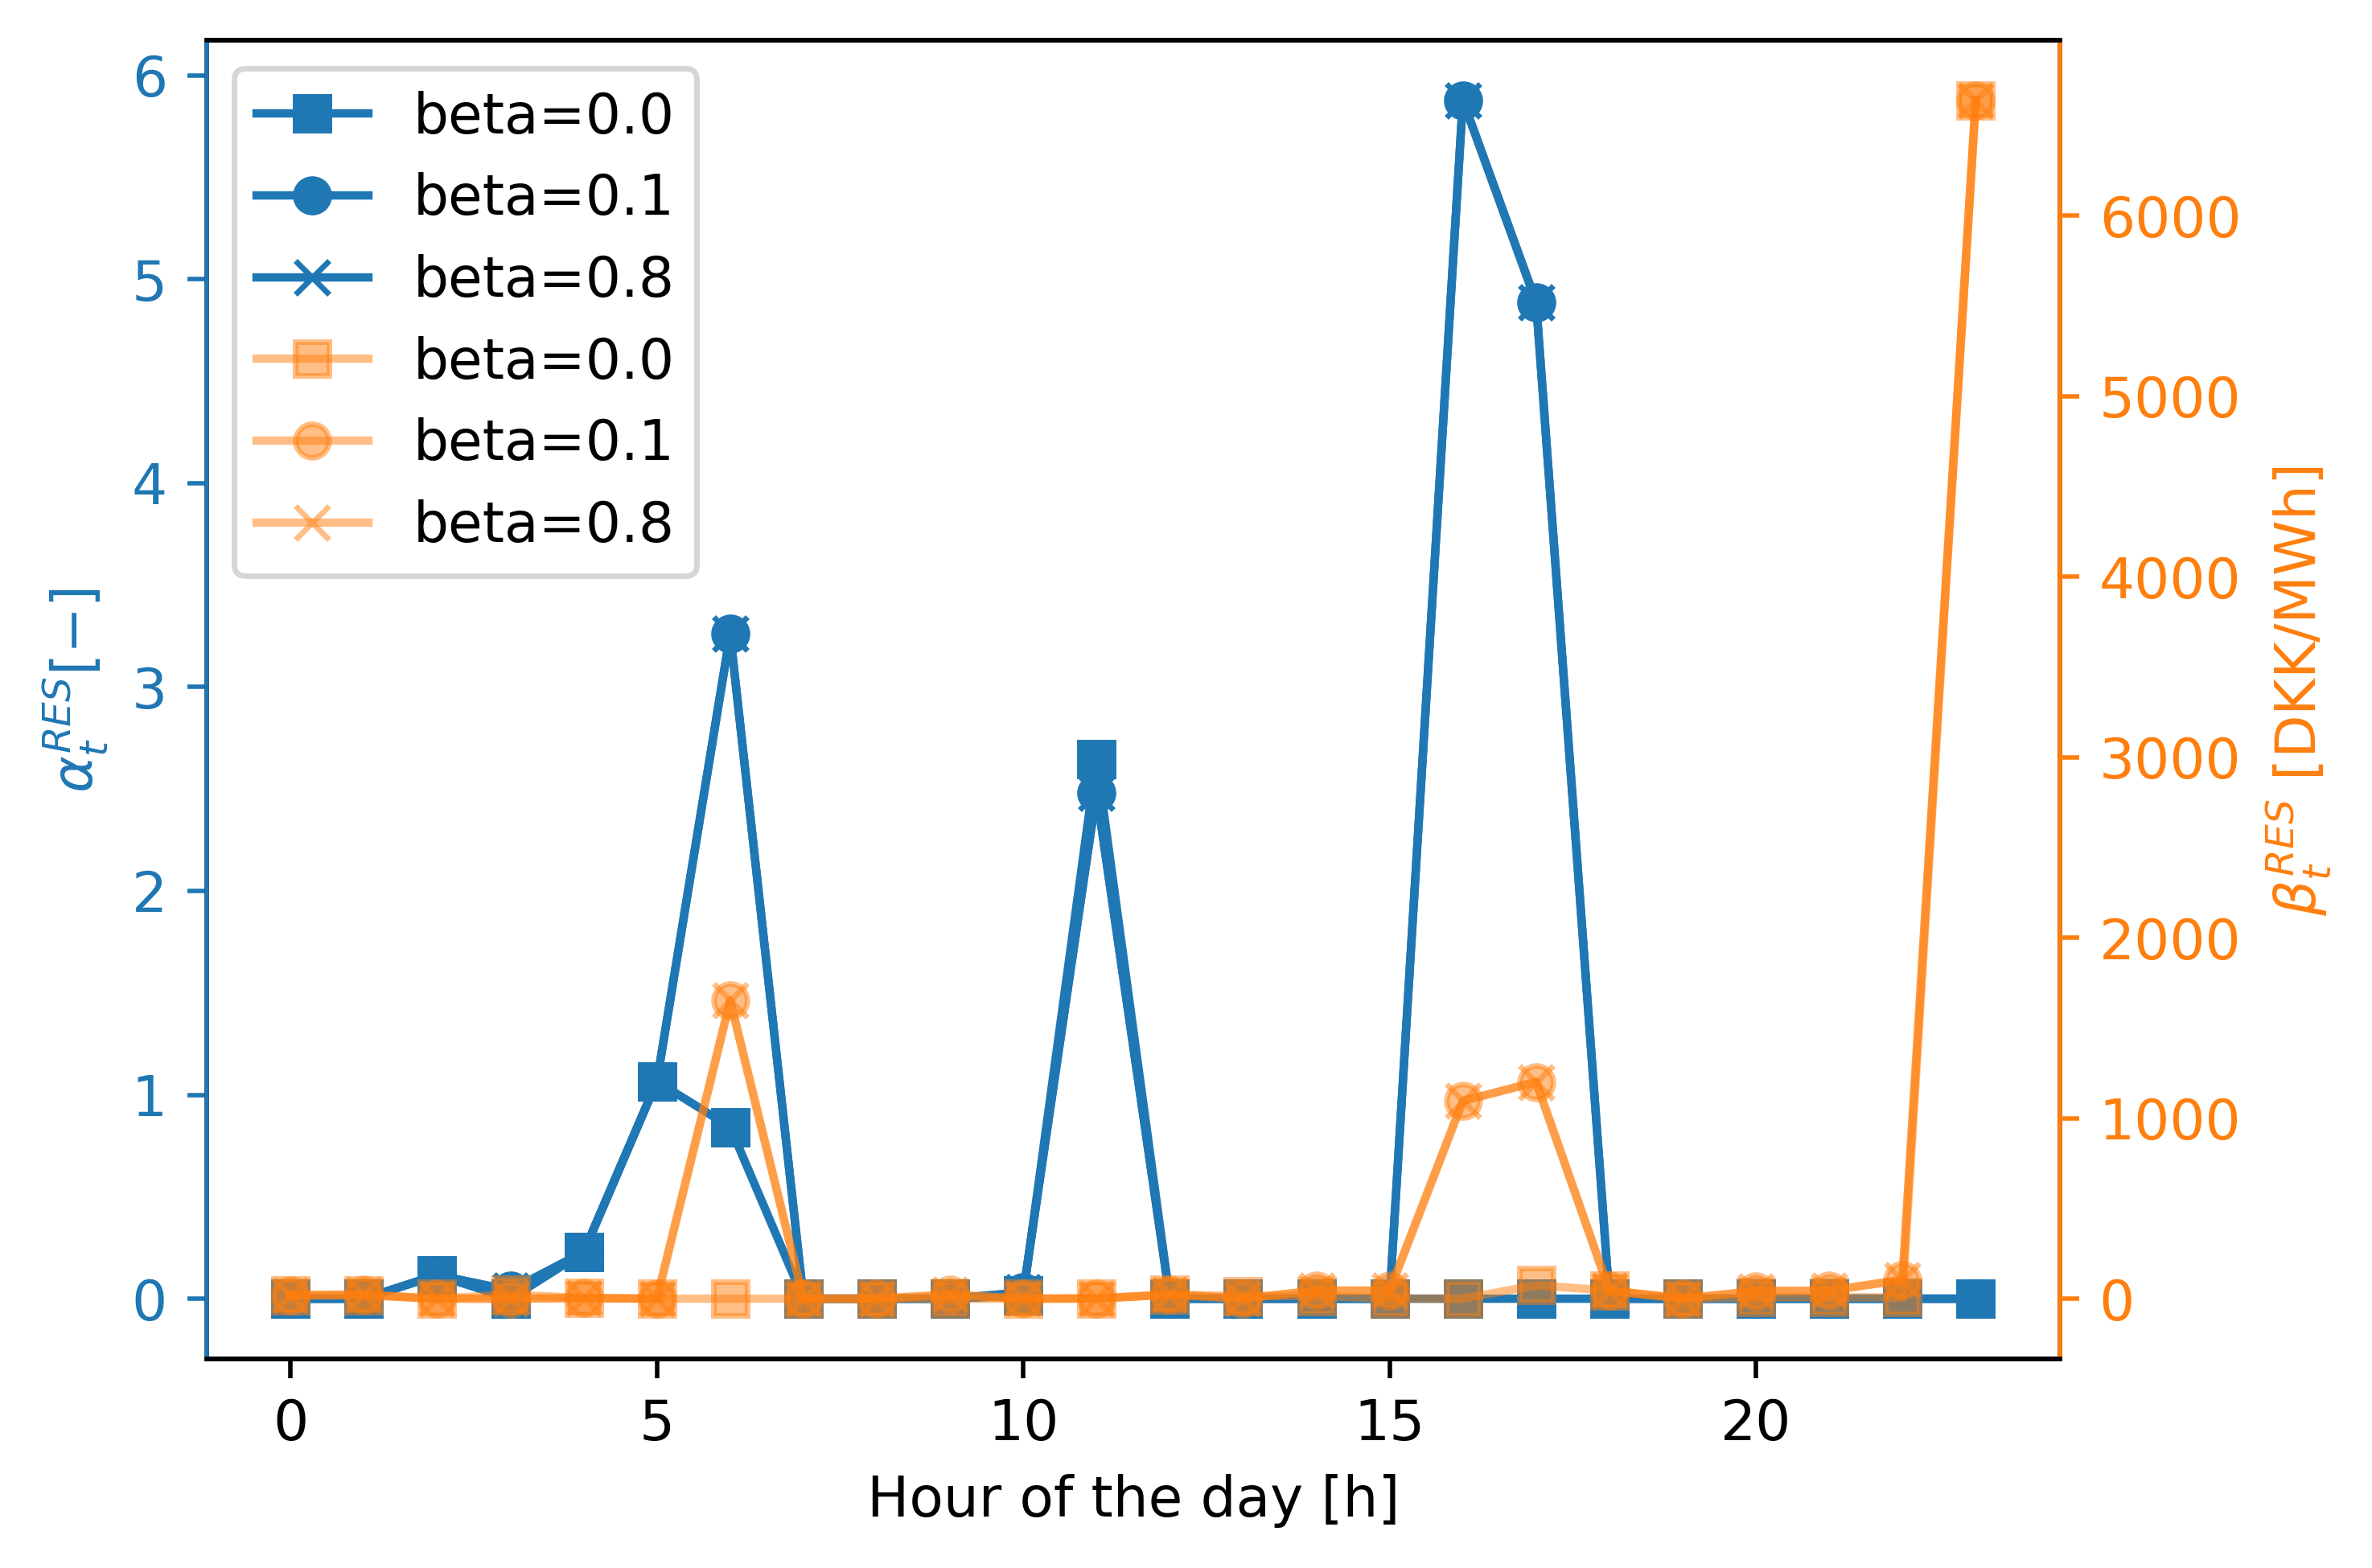 beta=0.0
beta=0.1
beta=0.8
beta=0.0
beta=0.1
beta=0.8
6
5
4
3
2
1
0
α_t^{RES}[−]
6000
5000
4000
3000
2000
1000
0
β_t^{RES} [DKK/MWh]
0 5 10 15 20
Hour of the day [h]